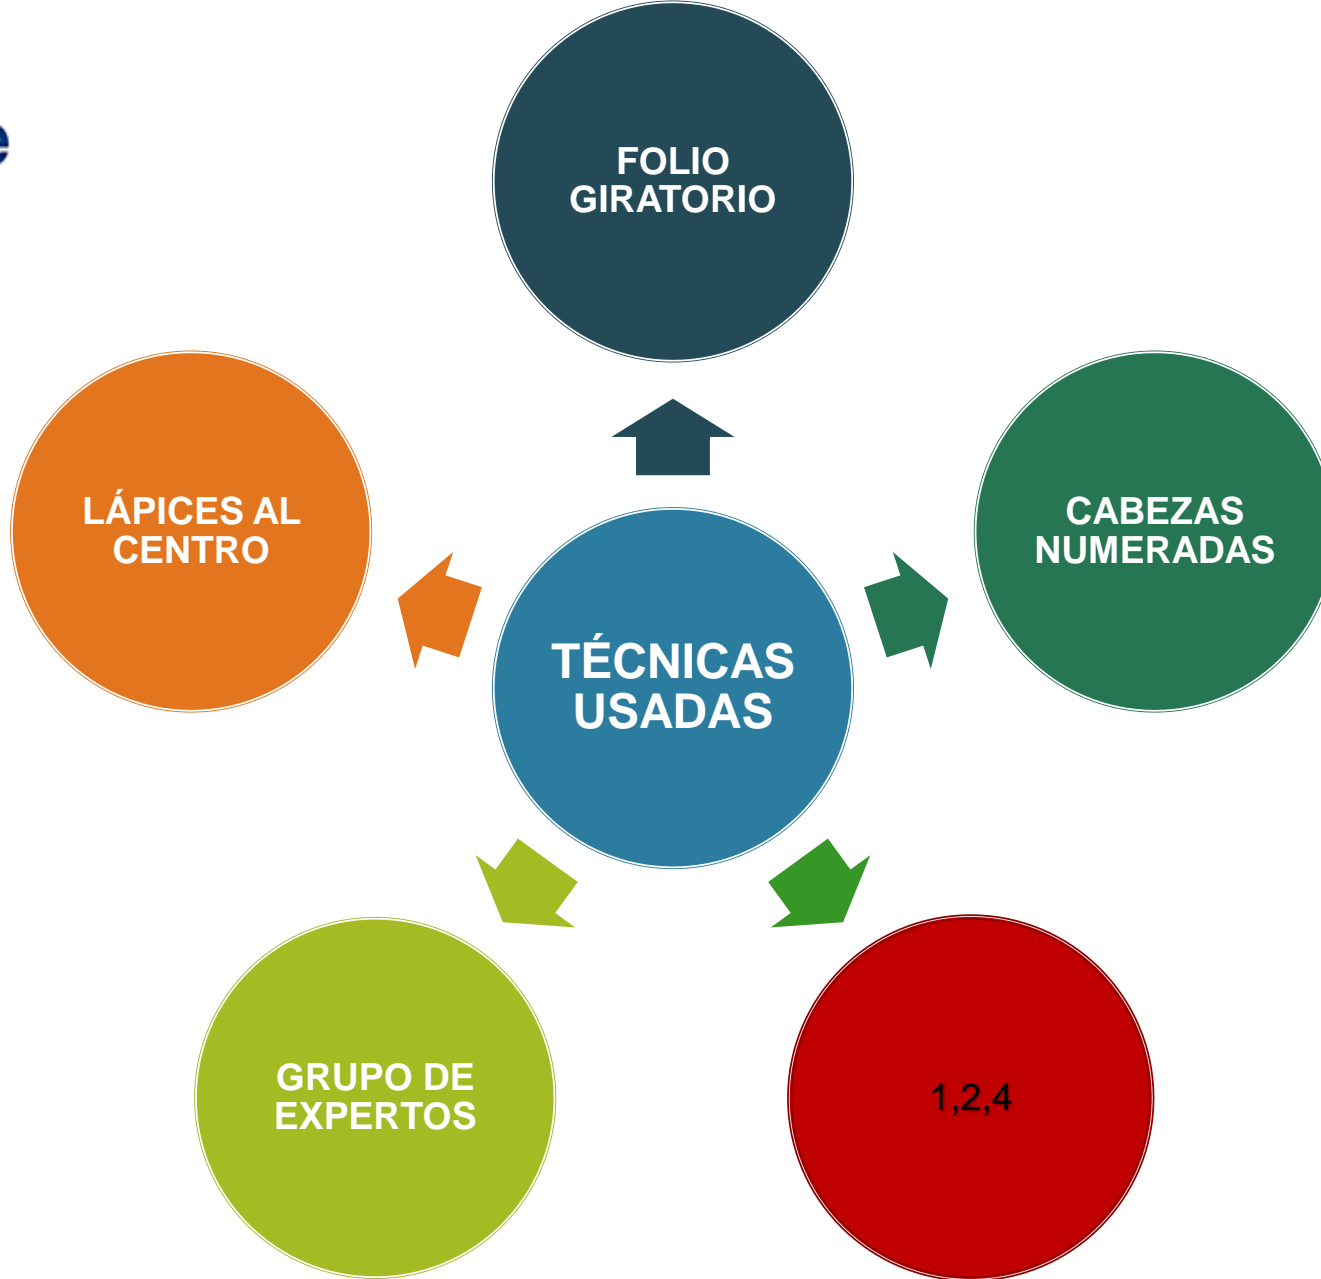 FOLIO
GIRATORIO
LÁPICES AL
CENTRO
CABEZAS
NUMERADAS
TÉCNICAS
USADAS
GRUPO DE
EXPERTOS
1,2,4